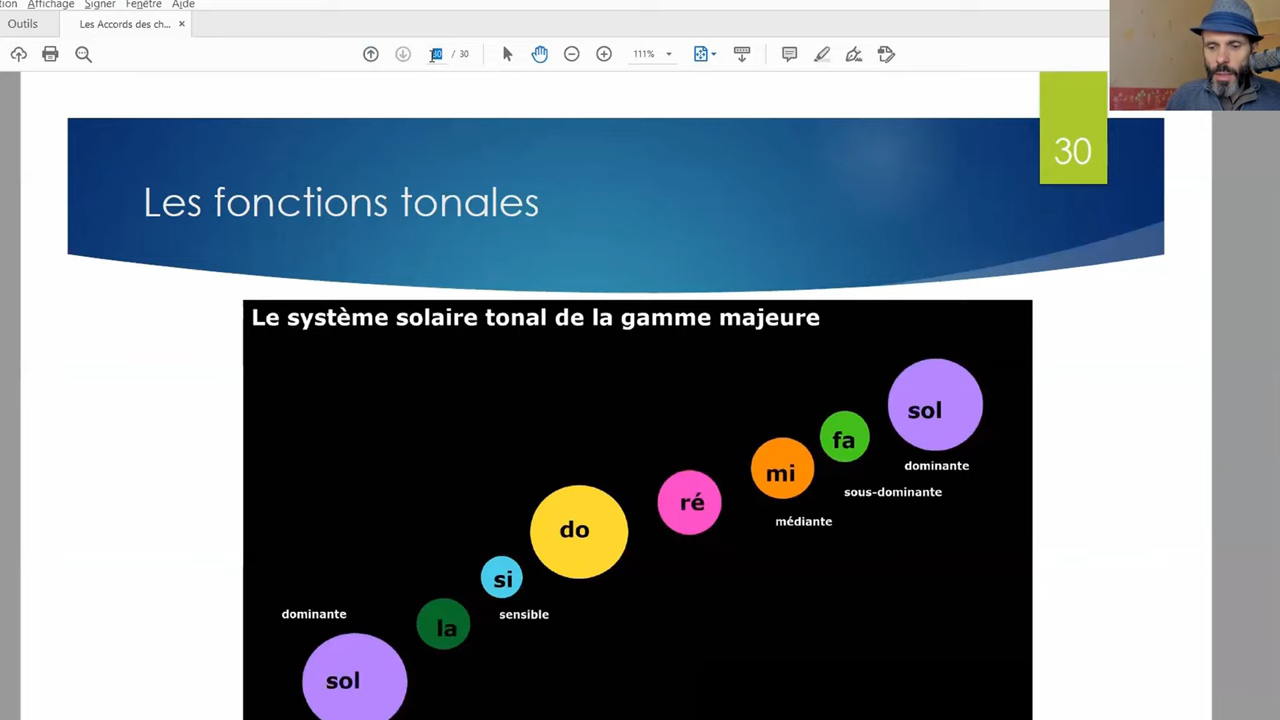 Affichage Signer Fenêtre Aide
Outils Les Accords des ch... ×
30 / 30 111%
30
Les fonctions tonales
Le système solaire tonal de la gamme majeure
sol
fa
mi
dominante
ré
sous-dominante
médiante
do
si
dominante
sensible
la
sol